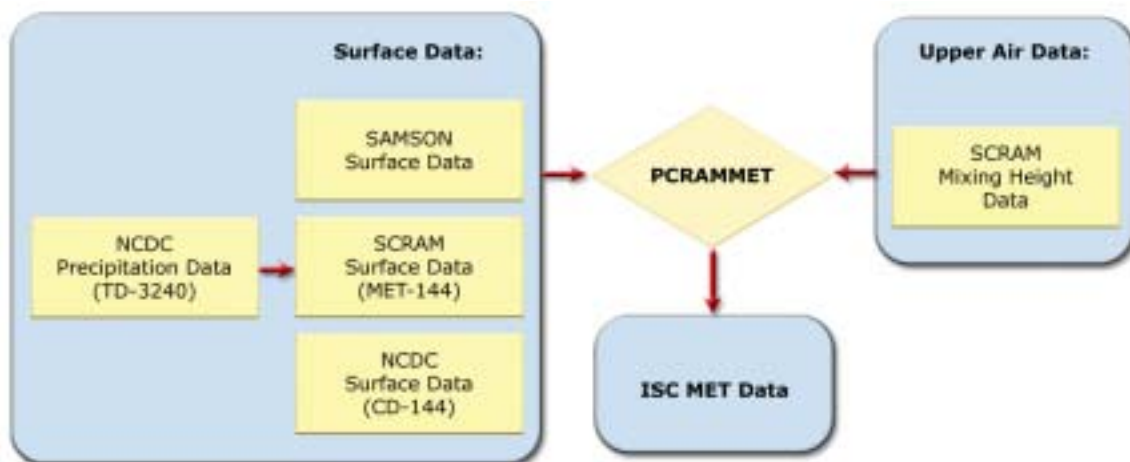 Surface Data:
SAMSON
Surface Data
NCDC
Precipitation Data
(TD-3240)
SCRAM
Surface Data
(MET-144)
NCDC
Surface Data
(CD-144)
PCRAMMET
ISC MET Data
Upper Air Data:
SCRAM
Mixing Height
Data